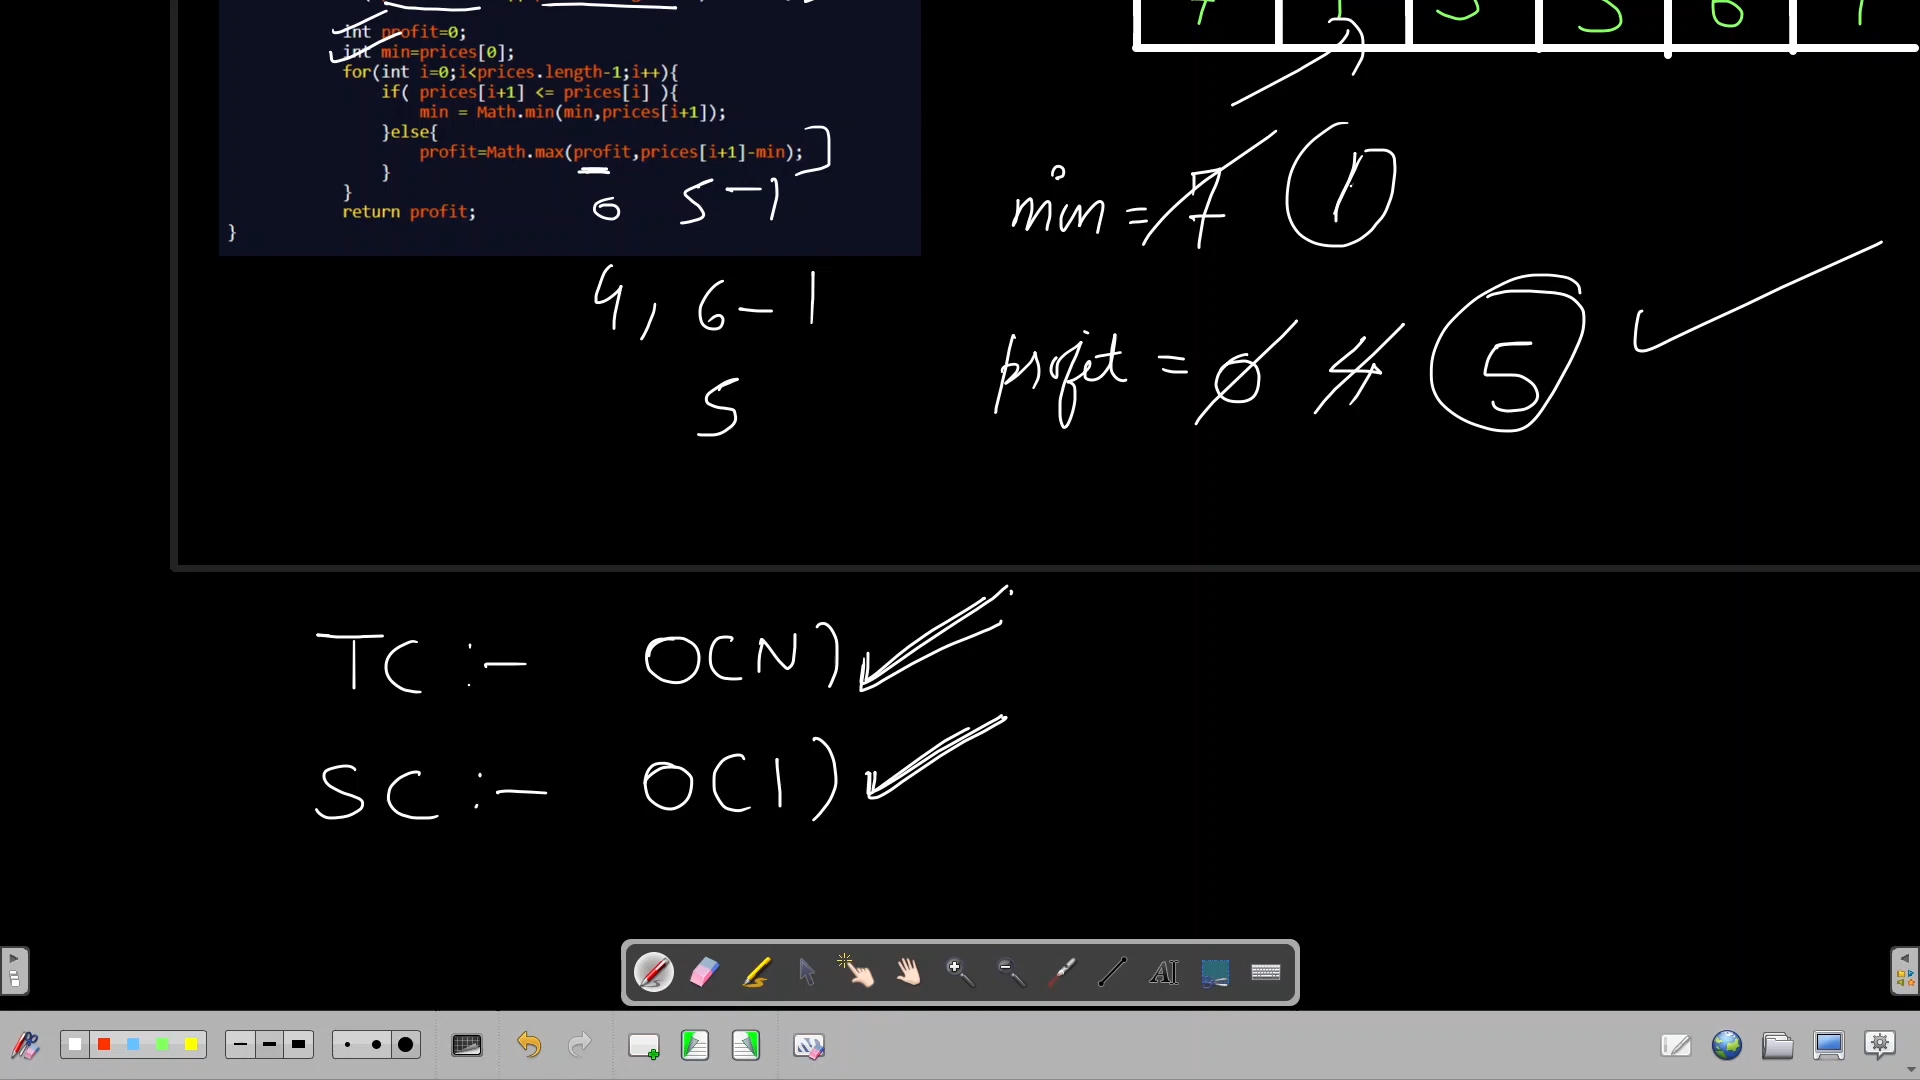 int profit=0;
int min=prices[0];
for(int i=0;i<prices.length-1;i++){
if( prices[i+1] <= prices[i] ){
min = Math.min(min,prices[i+1]);
}else{
profit=Math.max(profit,prices[i+1]-min);
}
}
return profit;
}
0 5-1
4, 6-1
5
min = 7 1
profit = 0 4 5
TC :- O(N)
SC :- O(1)
AI